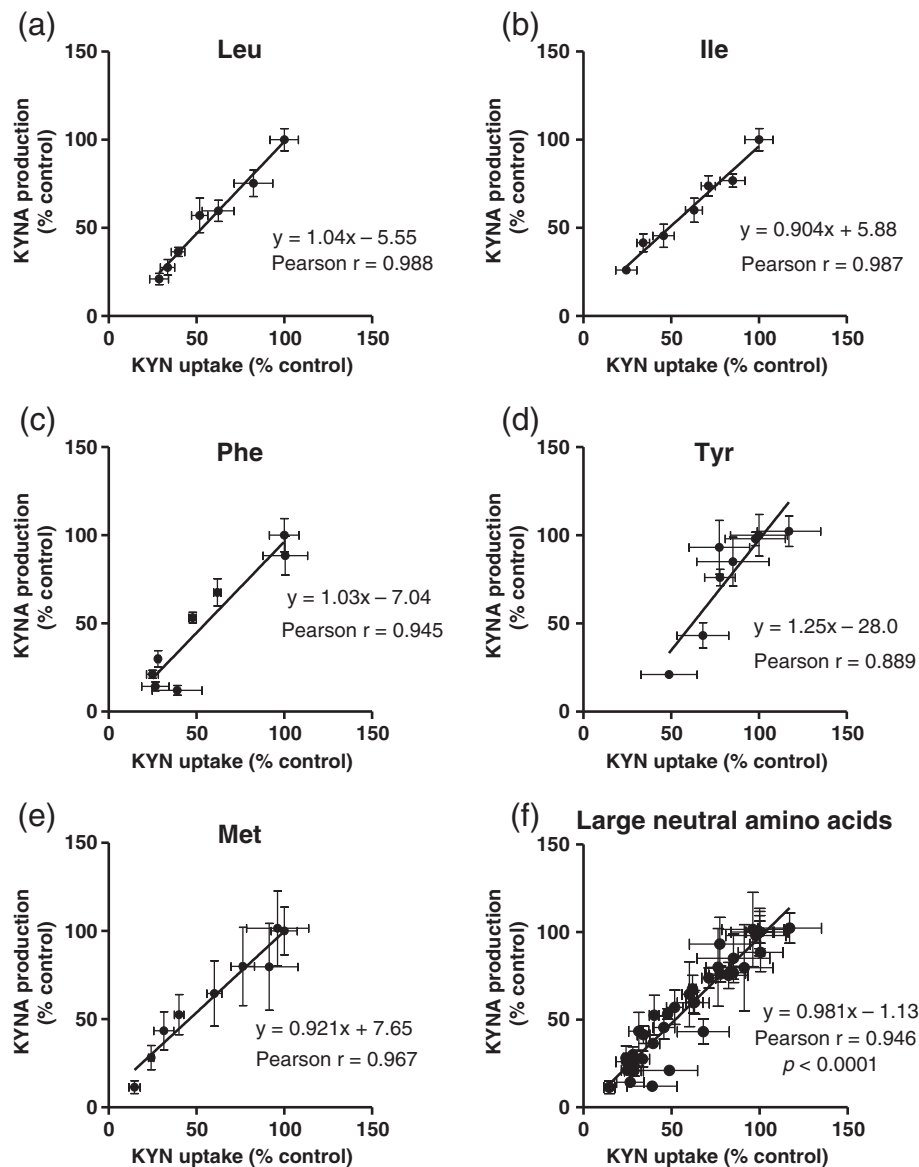 (a)
Leu
KYNA production
(% control)
150
100
50
0
y = 1.04x – 5.55
Pearson r = 0.988
0 50 100 150
KYN uptake (% control)
(b)
Ile
KYNA production
(% control)
150
100
50
0
y = 0.904x + 5.88
Pearson r = 0.987
0 50 100 150
KYN uptake (% control)
(c)
Phe
KYNA production
(% control)
150
100
50
0
y = 1.03x – 7.04
Pearson r = 0.945
0 50 100 150
KYN uptake (% control)
(d)
Tyr
KYNA production
(% control)
150
100
50
0
y = 1.25x – 28.0
Pearson r = 0.889
0 50 100 150
KYN uptake (% control)
(e)
Met
KYNA production
(% control)
150
100
50
0
y = 0.921x + 7.65
Pearson r = 0.967
0 50 100 150
KYN uptake (% control)
(f)
Large neutral amino acids
KYNA production
(% control)
150
100
50
0
y = 0.981x – 1.13
Pearson r = 0.946
p < 0.0001
0 50 100 150
KYN uptake (% control)